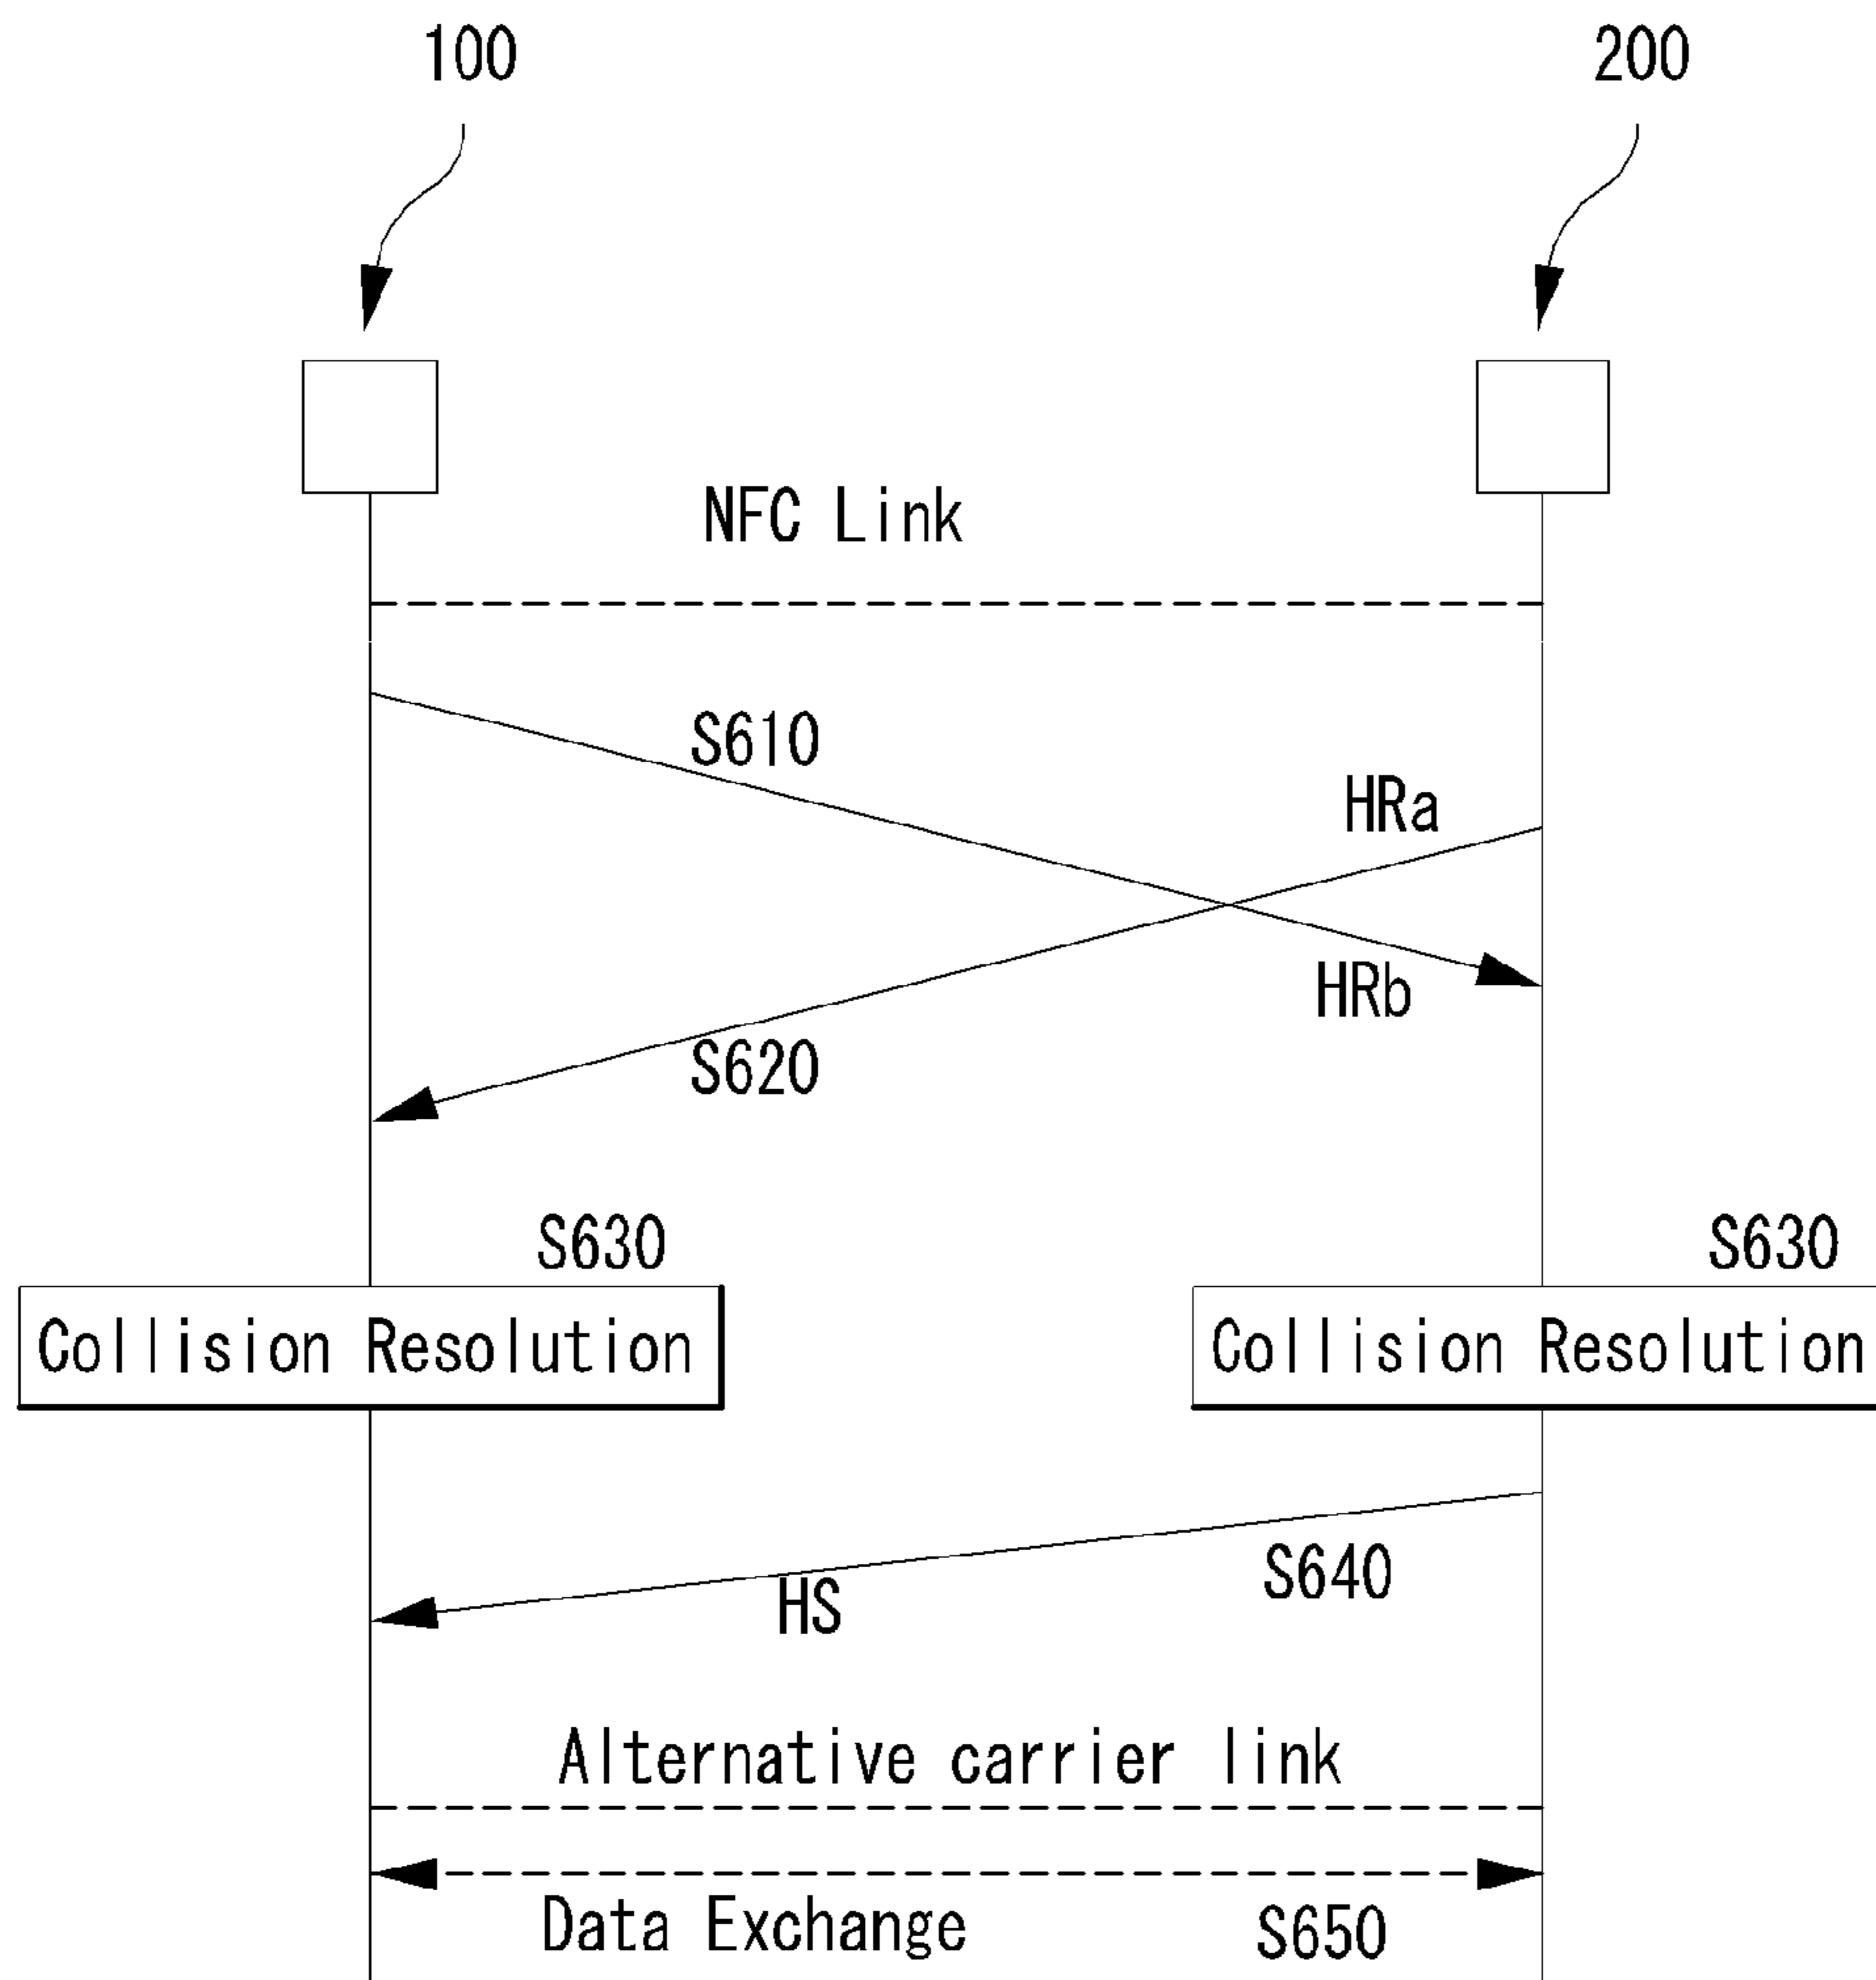 100
200
NFC Link
S610
HRa
HRb
S620
S630
S630
Collision Resolution
Collision Resolution
S640
HS
Alternative carrier link
Data Exchange
S650